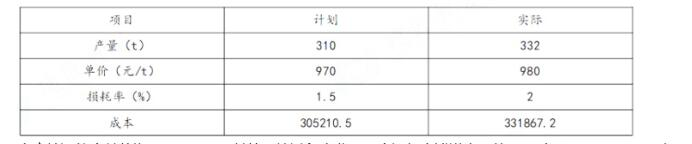 项目 计划 实际
产量（t） 310 332
单价（元/t） 970 980
损耗率（%） 1.5 2
成本 305210.5 331867.2